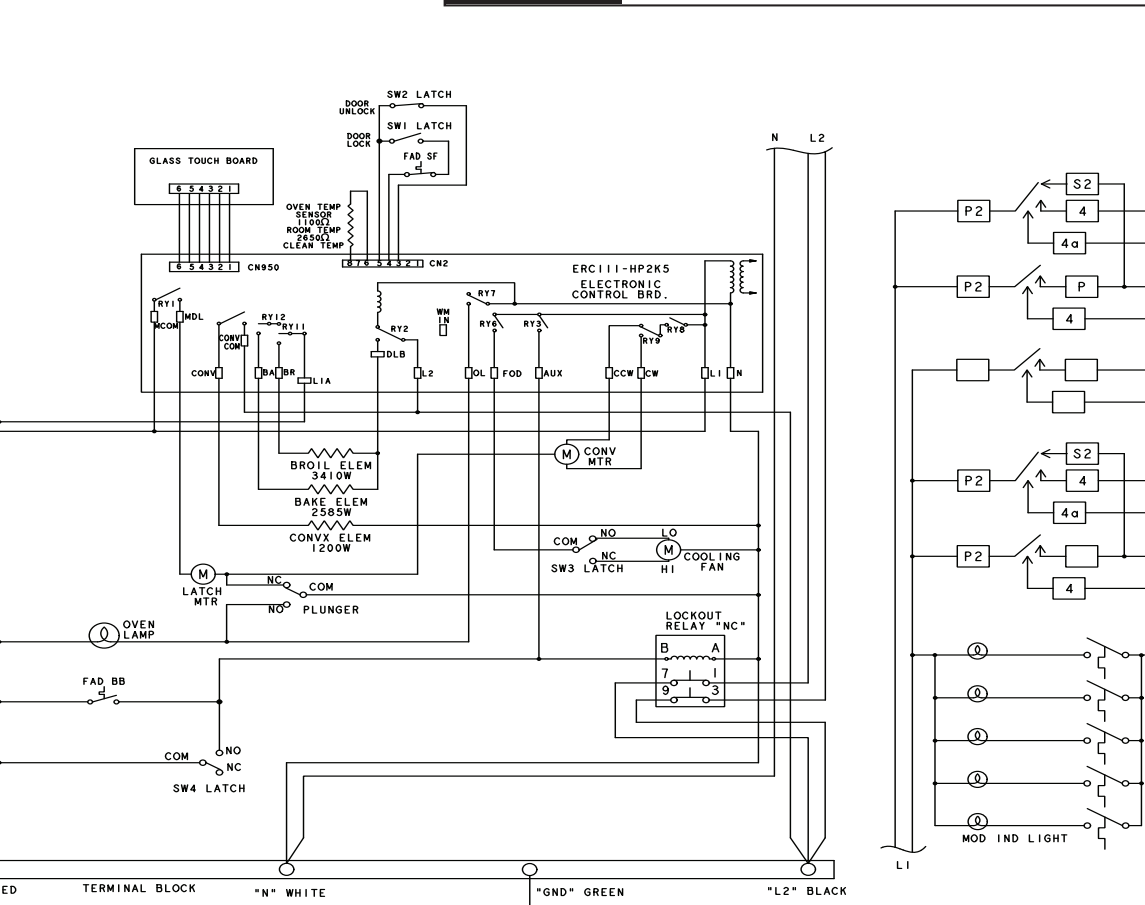 SW2 LATCH
DOOR
UNLOCK
SW1 LATCH
DOOR
LOCK
FAD SF
N L2
GLASS TOUCH BOARD
6 5 4 3 2 1
OVEN TEMP
SENSOR
1100Ω
ROOM TEMP
2650Ω
CLEAN TEMP
6 5 4 3 2 1 CN950
8 7 6 5 4 3 2 1 CN2
ERCIII-HP2K5
ELECTRONIC
CONTROL BRD.
RY1
MCOM
MDL
CONV
COM
RY12
RY11
RY2
WM
IN
RY7
RY6
RY3
RY8
RY9
DLB
CONV
BA
BR
L1A
L2
OL
FOD
AUX
CCW
CW
L1
N
BROIL ELEM
3410W
BAKE ELEM
2585W
CONVX ELEM
1200W
M
CONV
MTR
NO
COM
NC
SW3 LATCH
LO
M
HI
COOLING
FAN
M
LATCH
MTR
NC
COM
NO
PLUNGER
OVEN
LAMP
LOCKOUT
RELAY "NC"
B A
7 1
9 3
FAD BB
NO
COM
NC
SW4 LATCH
S2
P2
4
4a
P2
P
4
S2
P2
4
4a
P2
4
MOD IND LIGHT
L1
ED
TERMINAL BLOCK
"N" WHITE
"GND" GREEN
"L2" BLACK